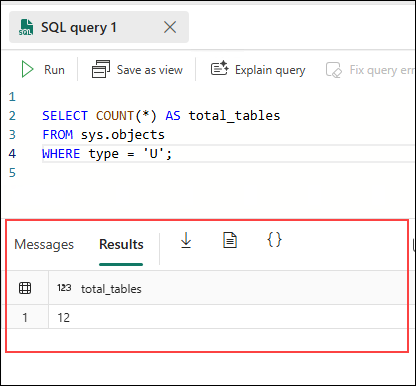 SQL SQL query 1
Run Save as view Explain query Fix query err
1
2 SELECT COUNT(*) AS total_tables
3 FROM sys.objects
4 WHERE type = 'U';
5
Messages Results {}
123 total_tables
1 12